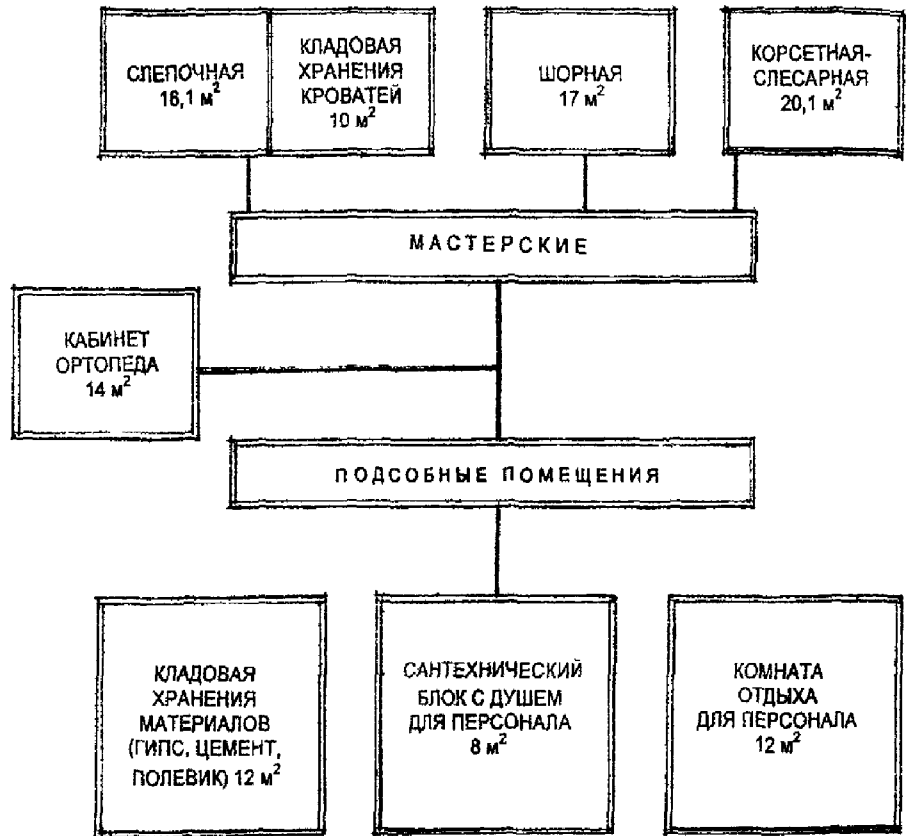 СЛЕПОЧНАЯ
16,1 м²
КЛАДОВАЯ
ХРАНЕНИЯ
КРОВАТЕЙ
10 м²
ШОРНАЯ
17 м²
КОРСЕТНАЯ-
СЛЕСАРНАЯ
20,1 м²
МАСТЕРСКИЕ
КАБИНЕТ
ОРТОПЕДА
14 м²
ПОДСОБНЫЕ ПОМЕЩЕНИЯ
КЛАДОВАЯ
ХРАНЕНИЯ
МАТЕРИАЛОВ
(ГИПС, ЦЕМЕНТ,
ПОЛЕВИК) 12 м²
САНТЕХНИЧЕСКИЙ
БЛОК С ДУШЕМ
ДЛЯ ПЕРСОНАЛА
8 м²
КОМНАТА
ОТДЫХА
ДЛЯ ПЕРСОНАЛА
12 м²